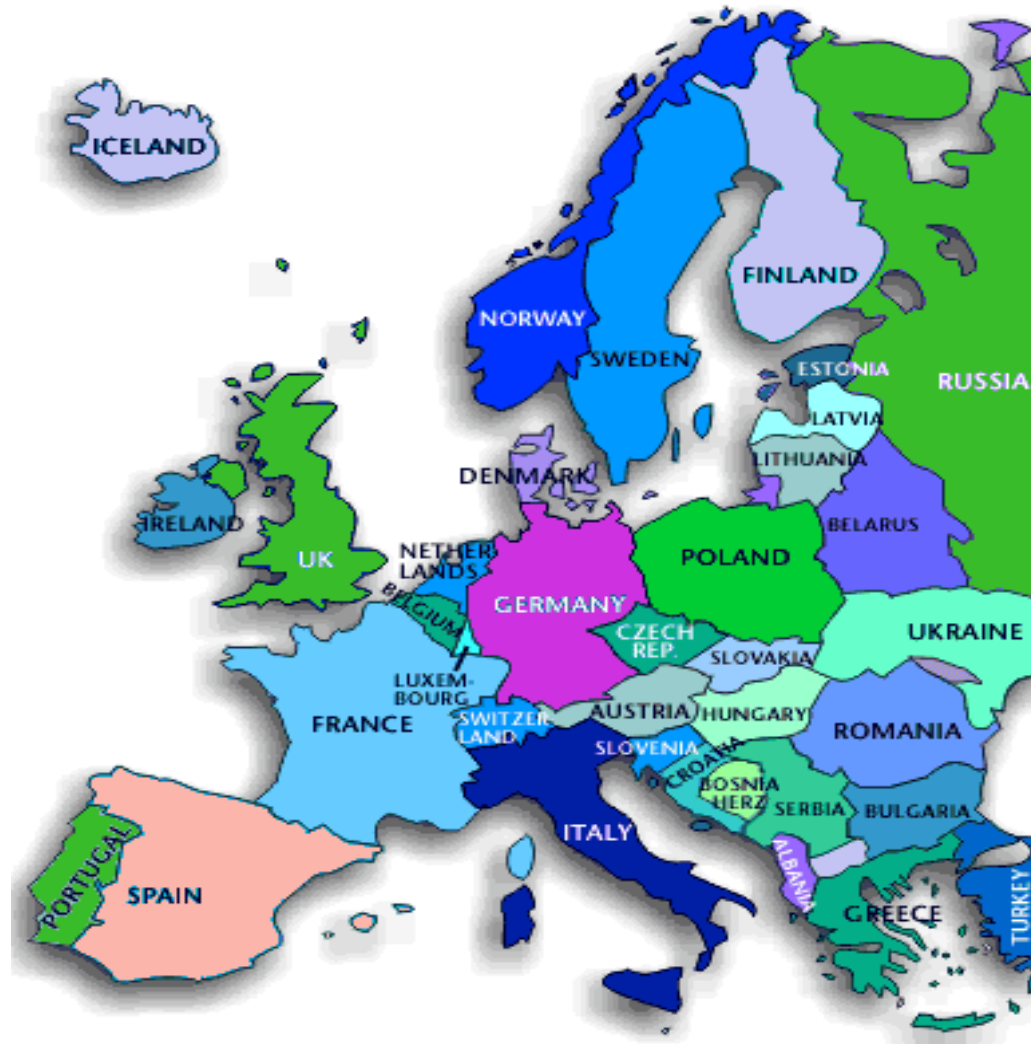 ICELAND
FINLAND
NORWAY
SWEDEN
ESTONIA
RUSSIA
LATVIA
LITHUANIA
DENMARK
IRELAND
BELARUS
UK
NETHER
LANDS
POLAND
BELGIUM
GERMANY
CZECH
REP.
UKRAINE
SLOVAKIA
LUXEM-
BOURG
FRANCE
SWITZER
LAND
AUSTRIA
HUNGARY
ROMANIA
SLOVENIA
CROATIA
BOSNIA
HERZ
SERBIA
BULGARIA
ITALY
ALBANIA
PORTUGAL
SPAIN
GREECE
TURKEY